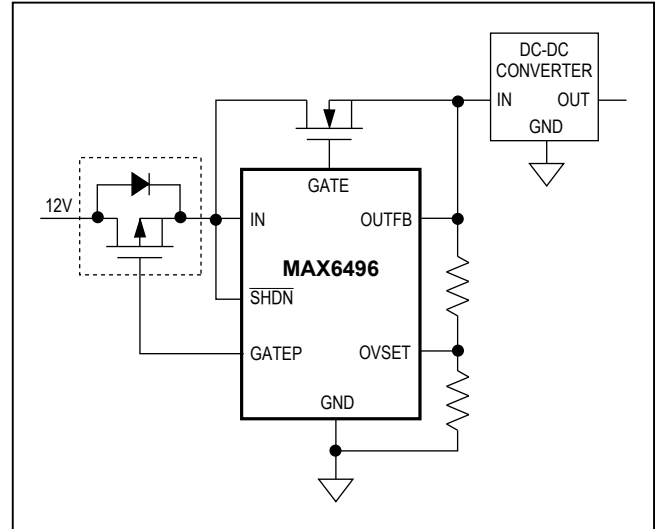 DC-DC
CONVERTER
IN OUT
GND
GATE
12V
IN OUTFB
MAX6496
SHDN
GATEP OVSET
GND